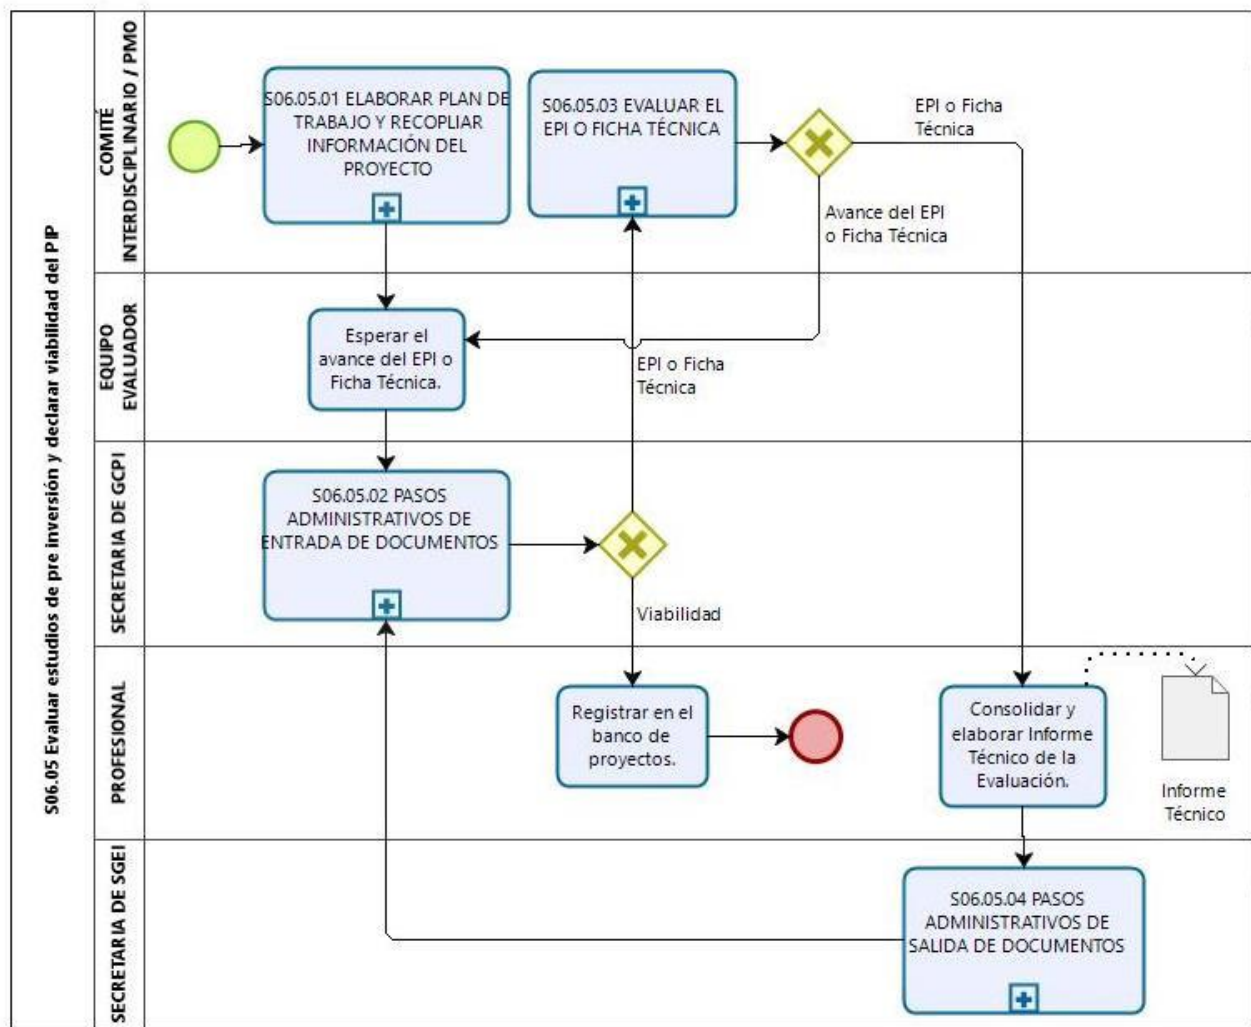 S06.05 Evaluar estudios de pre inversión y declarar viabilidad del PIP
COMITÉ
INTERDISCIPLINARIO / PMO
S06.05.01 ELABORAR PLAN DE
TRABAJO Y RECOPLIAR
INFORMACIÓN DEL
PROYECTO
S06.05.03 EVALUAR EL
EPI O FICHA TÉCNICA
EPI o Ficha
Técnica
Avance del EPI
o Ficha Técnica
EQUIPO
EVALUADOR
Esperar el
avance del EPI o
Ficha Técnica.
EPI o Ficha
Técnica
SECRETARIA DE GCPI
S06.05.02 PASOS
ADMINISTRATIVOS DE
ENTRADA DE DOCUMENTOS
Viabilidad
PROFESIONAL
Registrar en el
banco de
proyectos.
Consolidar y
elaborar Informe
Técnico de la
Evaluación.
Informe
Técnico
SECRETARIA DE SGEI
S06.05.04 PASOS
ADMINISTRATIVOS DE
SALIDA DE DOCUMENTOS